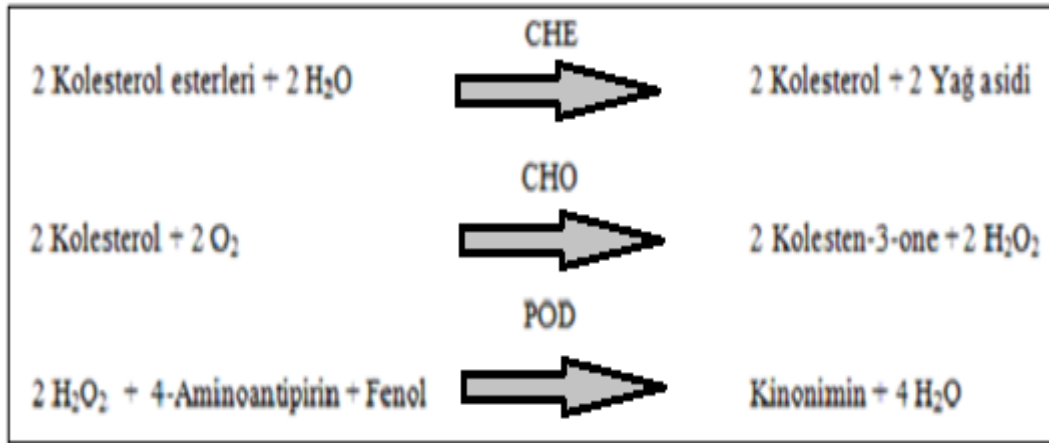 CHE
2 Kolesterol esterleri + 2 H₂O 2 Kolesterol + 2 Yağ asidi
CHO
2 Kolesterol + 2 O₂ 2 Kolesten-3-one + 2 H₂O₂
POD
2 H₂O₂ + 4-Aminoantipirin + Fenol Kinonimin + 4 H₂O